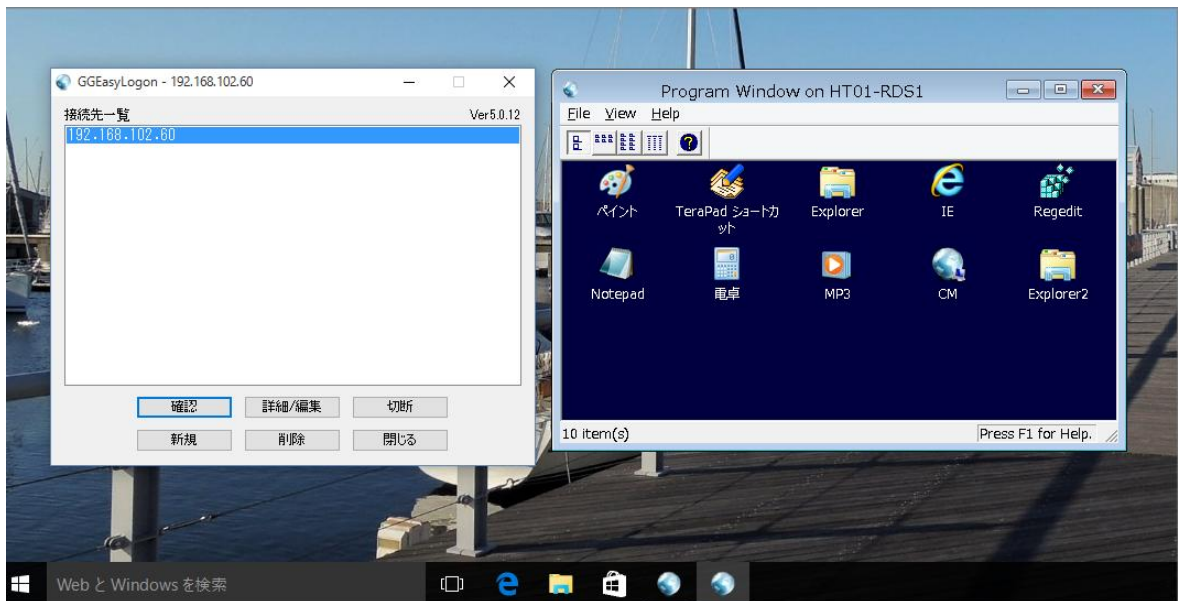 GGEasyLogon - 192.168.102.60
接続先一覧
Ver5.0.12
192.168.102.60
確認
詳細/編集
切断
新規
削除
閉じる
Program Window on HT01-RDS1
File View Help
ペイント
TeraPad ショートカ
ット
Explorer
IE
Regedit
Notepad
電卓
MP3
CM
Explorer2
10 item(s)
Press F1 for Help.
Web と Windows を検索